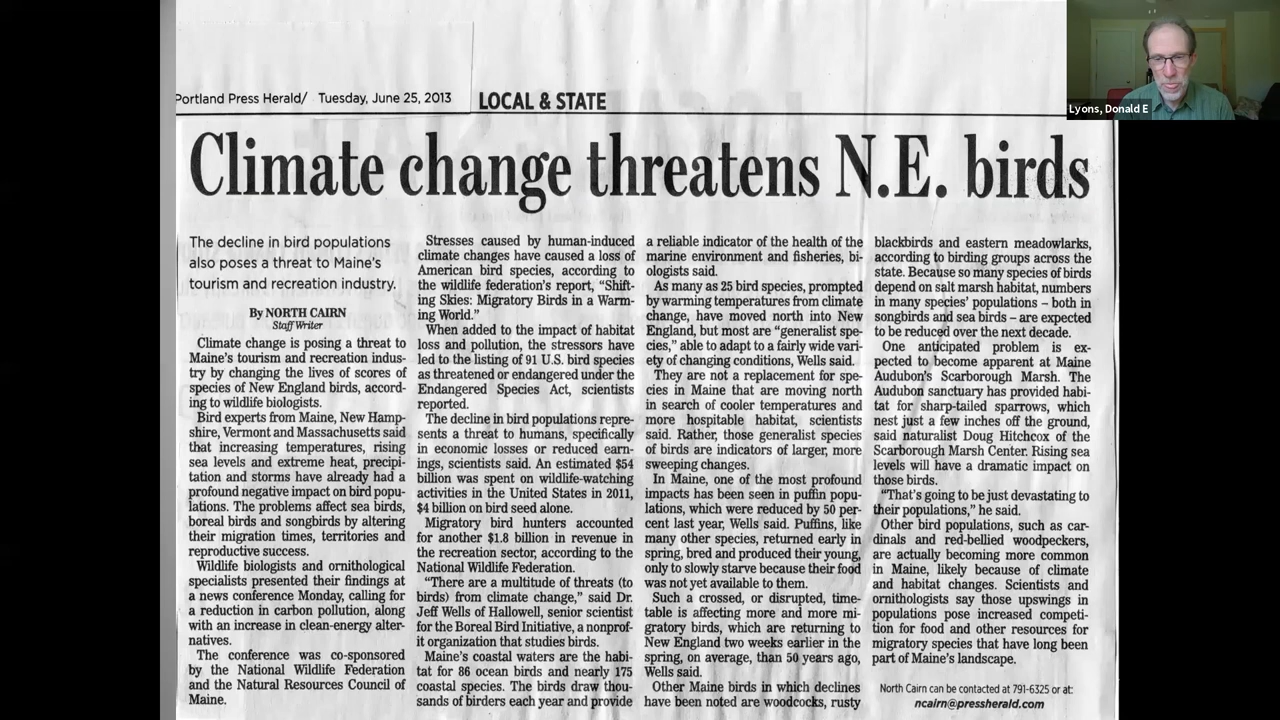 Portland Press Herald/ Tuesday, June 25, 2013 LOCAL & STATE
Lyons, Donald E
Climate change threatens N.E. birds
The decline in bird populations
also poses a threat to Maine's
tourism and recreation industry.
By NORTH CAIRN
Staff Writer
Climate change is posing a threat to
Maine's tourism and recreation indus-
try by changing the lives of scores of
species of New England birds, accord-
ing to wildlife biologists.
Bird experts from Maine, New Hamp-
shire, Vermont and Massachusetts said
that increasing temperatures, rising
sea levels and extreme heat, precipi-
tation and storms have already had a
profound negative impact on bird popu-
lations. The problems affect sea birds,
boreal birds and songbirds by altering
their migration times, territories and
reproductive success.
Wildlife biologists and ornithological
specialists presented their findings at
a news conference Monday, calling for
a reduction in carbon pollution, along
with an increase in clean-energy alter-
natives.
The conference was co-sponsored
by the National Wildlife Federation
and the Natural Resources Council of
Maine.
Stresses caused by human-induced
climate changes have caused a loss of
American bird species, according to
the wildlife federation's report, "Shift-
ing Skies: Migratory Birds in a Warm-
ing World."
When added to the impact of habitat
loss and pollution, the stressors have
led to the listing of 91 U.S. bird species
as threatened or endangered under the
Endangered Species Act, scientists
reported.
The decline in bird populations repre-
sents a threat to humans, specifically
in economic losses or reduced earn-
ings, scientists said. An estimated $54
billion was spent on wildlife-watching
activities in the United States in 2011,
$4 billion on bird seed alone.
Migratory bird hunters accounted
for another $1.8 billion in revenue in
the recreation sector, according to the
National Wildlife Federation.
"There are a multitude of threats (to
birds) from climate change," said Dr.
Jeff Wells of Hallowell, senior scientist
for the Boreal Bird Initiative, a nonprof-
it organization that studies birds.
Maine's coastal waters are the habi-
tat for 86 ocean birds and nearly 175
coastal species. The birds draw thou-
sands of birders each year and provide
a reliable indicator of the health of the
marine environment and fisheries, bi-
ologists said.
As many as 25 bird species, prompted
by warming temperatures from climate
change, have moved north into New
England, but most are "generalist spe-
cies," able to adapt to a fairly wide vari-
ety of changing conditions, Wells said.
They are not a replacement for spe-
cies in Maine that are moving north
in search of cooler temperatures and
more hospitable habitat, scientists
said. Rather, those generalist species
of birds are indicators of larger, more
sweeping changes.
In Maine, one of the most profound
impacts has been seen in puffin popu-
lations, which were reduced by 50 per-
cent last year, Wells said. Puffins, like
many other species, returned early in
spring, bred and produced their young,
only to slowly starve because their food
was not yet available to them.
Such a crossed, or disrupted, time-
table is affecting more and more mi-
gratory birds, which are returning to
New England two weeks earlier in the
spring, on average, than 50 years ago,
Wells said.
Other Maine birds in which declines
have been noted are woodcocks, rusty
blackbirds and eastern meadowlarks,
according to birding groups across the
state. Because so many species of birds
depend on salt marsh habitat, numbers
in many species' populations – both in
songbirds and sea birds – are expected
to be reduced over the next decade.
One anticipated problem is ex-
pected to become apparent at Maine
Audubon's Scarborough Marsh. The
Audubon sanctuary has provided habi-
tat for sharp-tailed sparrows, which
nest just a few inches off the ground,
said naturalist Doug Hitchcox of the
Scarborough Marsh Center. Rising sea
levels will have a dramatic impact on
those birds.
"That's going to be just devastating to
their populations," he said.
Other bird populations, such as car-
dinals and red-bellied woodpeckers,
are actually becoming more common
in Maine, likely because of climate
and habitat changes. Scientists and
ornithologists say those upswings in
populations pose increased competi-
tion for food and other resources for
migratory species that have long been
part of Maine's landscape.
North Cairn can be contacted at 791-6325 or at:
ncairn@pressherald.com